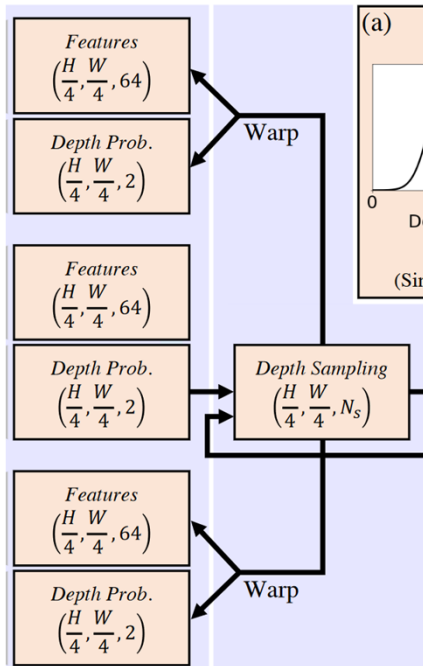 Features
(H/4, W/4, 64)
Depth Prob.
(H/4, W/4, 2)
Warp
Features
(H/4, W/4, 64)
Depth Prob.
(H/4, W/4, 2)
Depth Sampling
(H/4, W/4, N_s)
Features
(H/4, W/4, 64)
Depth Prob.
(H/4, W/4, 2)
Warp
(a)
0